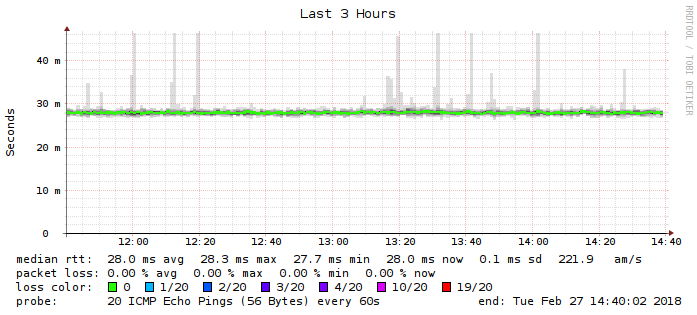 Last 3 Hours
RRDTOOL / TOBI OETIKER
Seconds
40 m
30 m
20 m
10 m
0
12:00 12:20 12:40 13:00 13:20 13:40 14:00 14:20 14:40
median rtt: 28.0 ms avg 28.3 ms max 27.7 ms min 28.0 ms now 0.1 ms sd 221.9 am/s
packet loss: 0.00 % avg 0.00 % max 0.00 % min 0.00 % now
loss color: 0 1/20 2/20 3/20 4/20 10/20 19/20
probe: 20 ICMP Echo Pings (56 Bytes) every 60s end: Tue Feb 27 14:40:02 2018